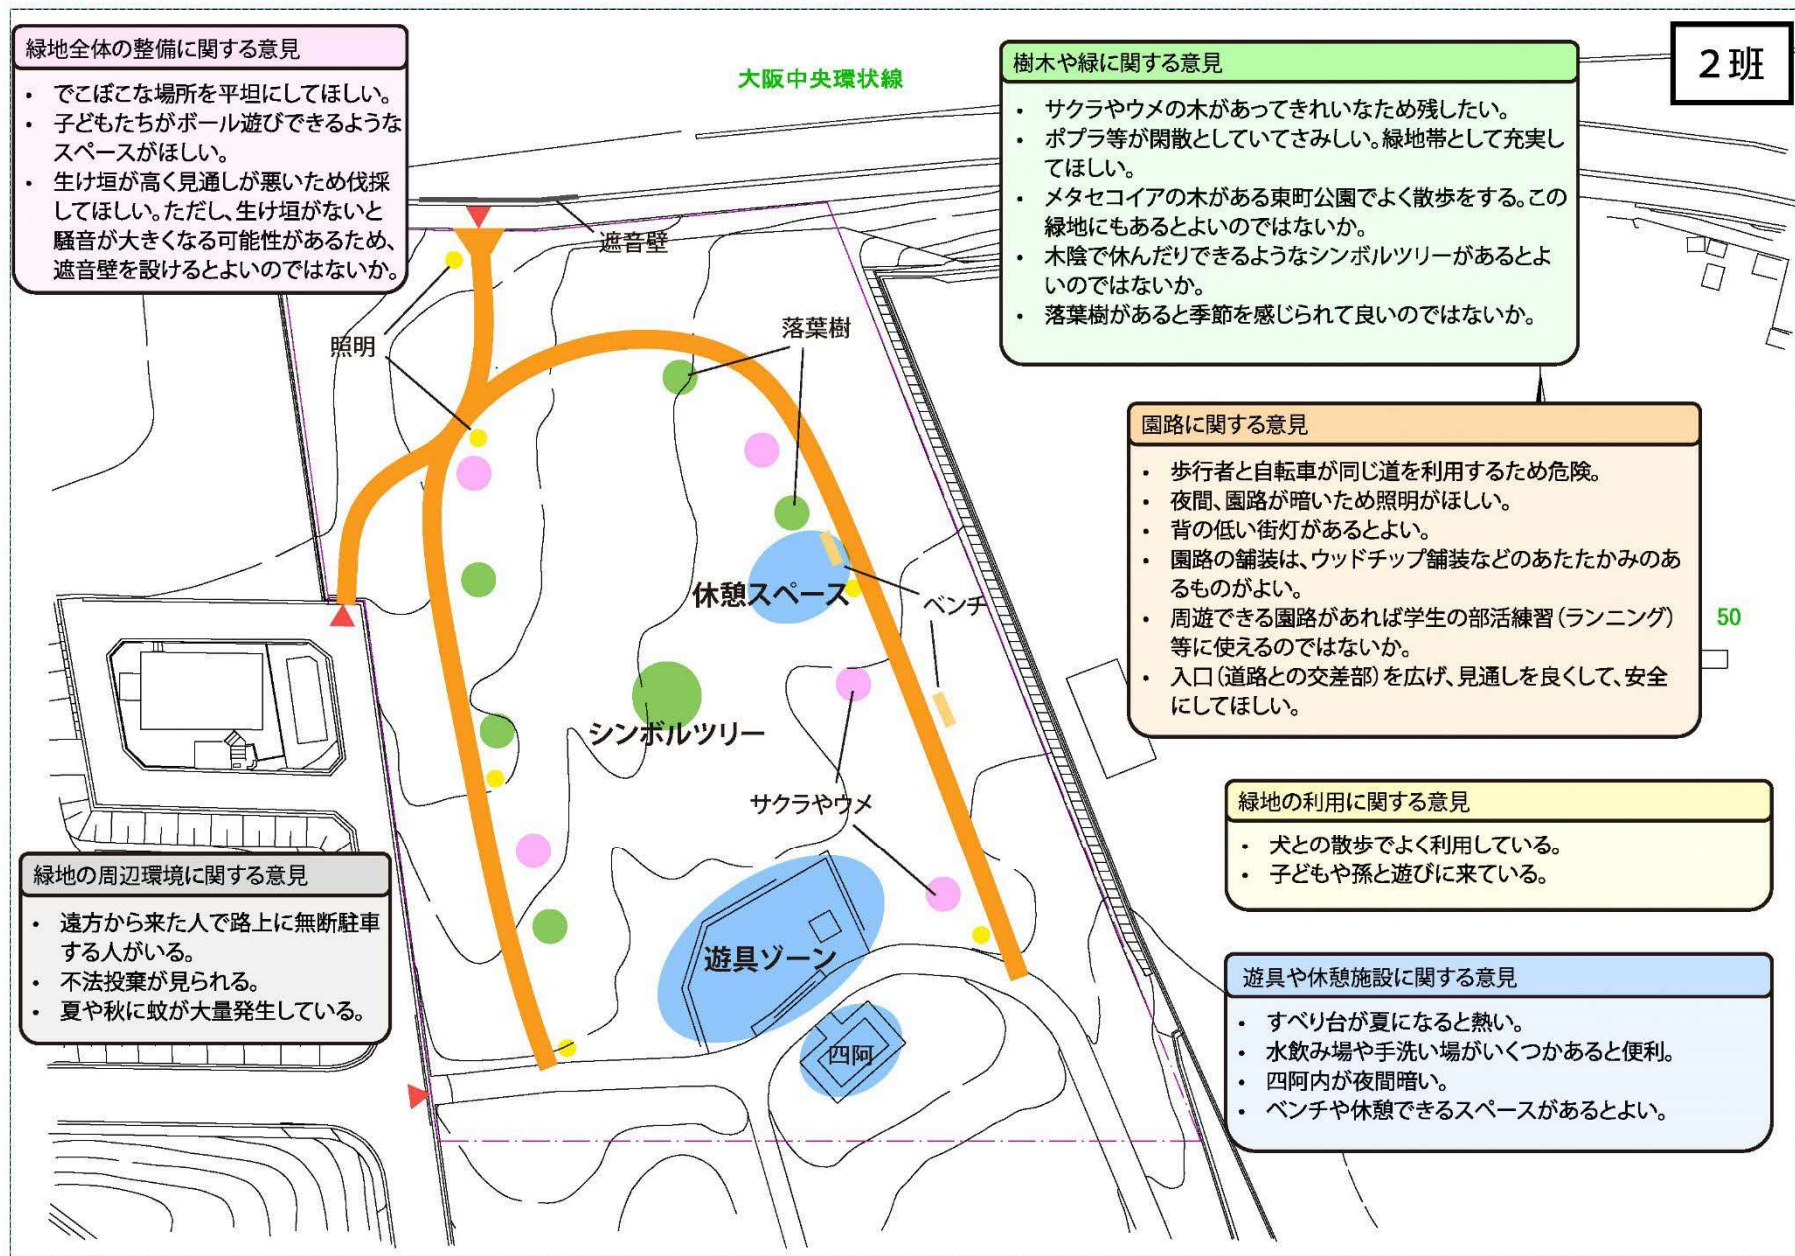 ２班
大阪中央環状線
緑地全体の整備に関する意見
・ でこぼこな場所を平坦にしてほしい。
・ 子どもたちがボール遊びできるような
スペースがほしい。
・ 生け垣が高く見通しが悪いため伐採
してほしい。ただし、生け垣がないと
騒音が大きくなる可能性があるため、
遮音壁を設けるとよいのではないか。
樹木や緑に関する意見
・ サクラやウメの木があってきれいなため残したい。
・ ポプラ等が閑散としていてさみしい。緑地帯として充実し
てほしい。
・ メタセコイアの木がある東町公園でよく散歩をする。この
緑地にもあるとよいのではないか。
・ 木陰で休んだりできるようなシンボルツリーがあるとよ
いのではないか。
・ 落葉樹があると季節を感じられて良いのではないか。
遮音壁
照明
落葉樹
園路に関する意見
・ 歩行者と自転車が同じ道を利用するため危険。
・ 夜間、園路が暗いため照明がほしい。
・ 背の低い街灯があるとよい。
・ 園路の舗装は、ウッドチップ舗装などのあたたかみのあ
るものがよい。
・ 周遊できる園路があれば学生の部活練習（ランニング）
等に使えるのではないか。
・ 入口（道路との交差部）を広げ、見通しを良くして、安全
にしてほしい。
休憩スペース
ベンチ
50
シンボルツリー
サクラやウメ
緑地の利用に関する意見
・ 犬との散歩でよく利用している。
・ 子どもや孫と遊びに来ている。
緑地の周辺環境に関する意見
・ 遠方から来た人で路上に無断駐車
する人がいる。
・ 不法投棄が見られる。
・ 夏や秋に蚊が大量発生している。
遊具ゾーン
四阿
遊具や休憩施設に関する意見
・ すべり台が夏になると熱い。
・ 水飲み場や手洗い場がいくつかあると便利。
・ 四阿内が夜間暗い。
・ ベンチや休憩できるスペースがあるとよい。